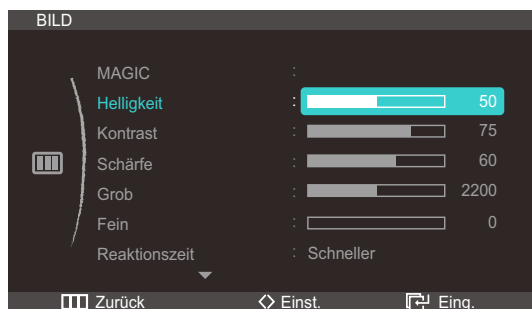 BILD
MAGIC :
Helligkeit : 50
Kontrast : 75
Schärfe : 60
Grob : 2200
Fein : 0
Reaktionszeit : Schneller
Zurück Einst. Eing.